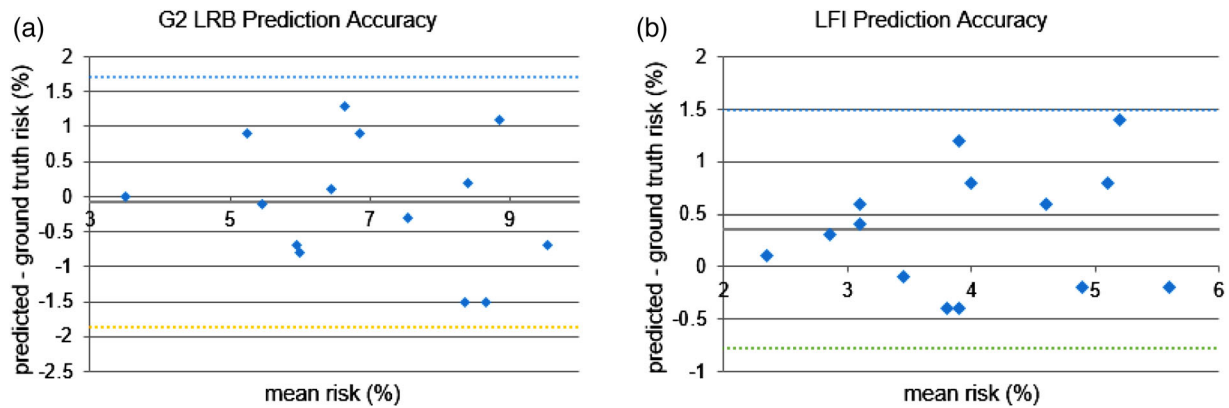 (a)
G2 LRB Prediction Accuracy
predicted - ground truth risk (%)
2
1.5
1
0.5
0
-0.5
-1
-1.5
-2
-2.5
3 5 7 9
mean risk (%)
(b)
LFI Prediction Accuracy
predicted - ground truth risk (%)
2
1.5
1
0.5
0
-0.5
-1
2 3 4 5 6
mean risk (%)